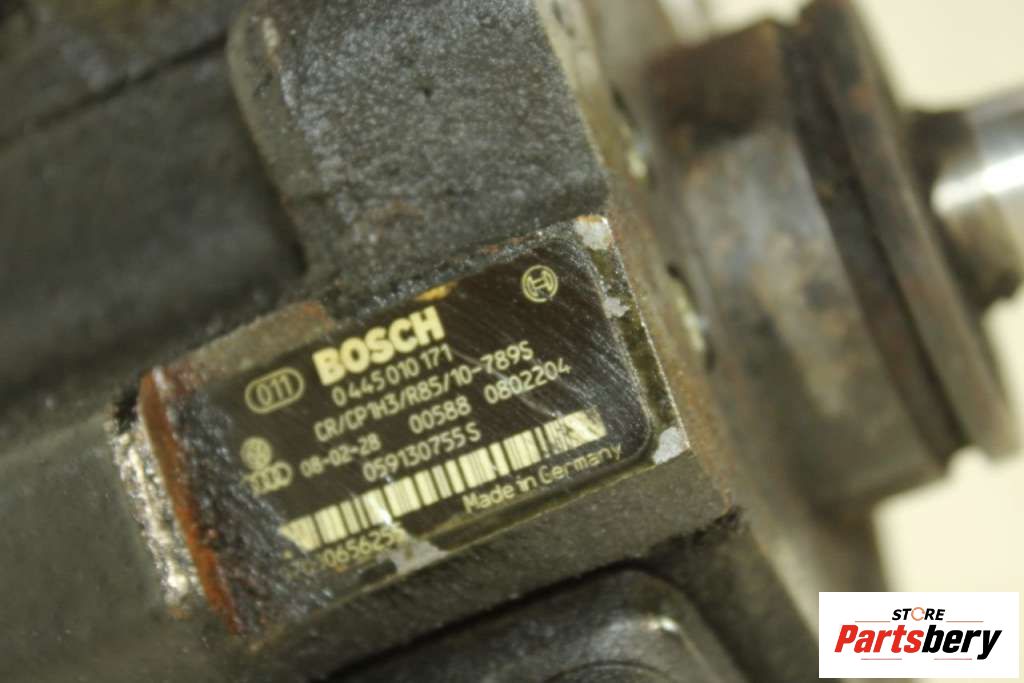 BOSCH
011
0 445 010 171
CR/CP1H3/R85/10-789S
08-02-28 00588 0802204
059130755 S
Made in Germany
STORE
Partsbery